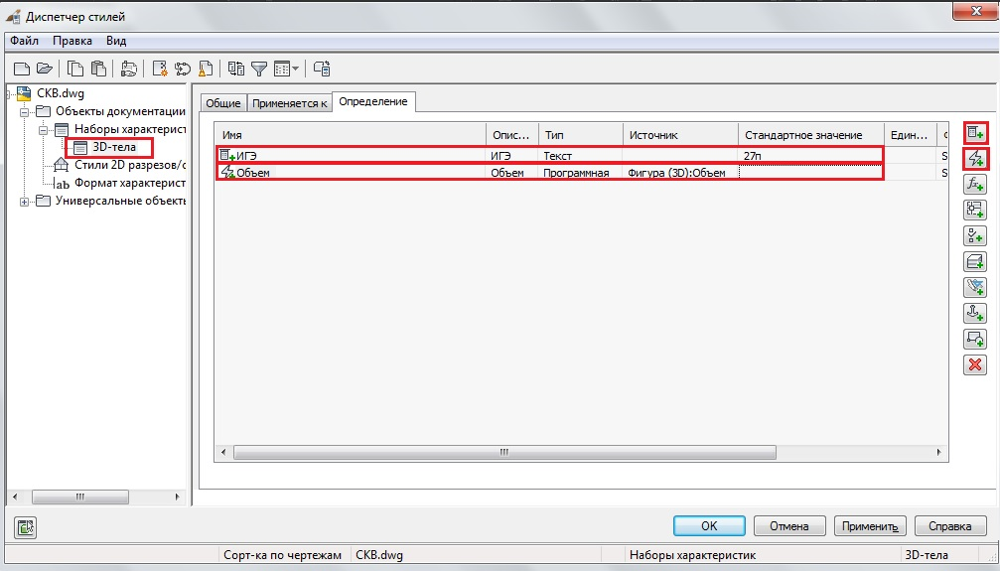 Диспетчер стилей
Файл Правка Вид
CKB.dwg
Объекты документации
Наборы характерист
3D-тела
Стили 2D разрезов/с
ab Формат характерист
Универсальные объекты
Общие Применяется к Определение
Имя Опис... Тип Источник Стандартное значение Един...
ИГЭ ИГЭ Текст 27п S
Объем Объем Программная Фигура (3D):Объем S
OK Отмена Применить Справка
Сорт-ка по чертежам CKB.dwg Наборы характеристик 3D-тела